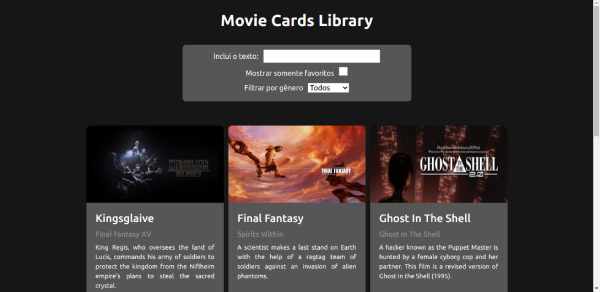 Movie Cards Library
Inclui o texto:
Mostrar somente favoritos
Filtrar por gênero Todos
FINAL FANTASY
GHOST IN THE SHELL
2.0
Kingsglaive
Final Fantasy XV
King Regis, who oversees the land of
Lucis, commands his army of soldiers to
protect the kingdom from the Niflheim
empire's plans to steal the sacred
crystal.
Final Fantasy
Spirits Within
A scientist makes a last stand on Earth
with the help of a ragtag team of
soldiers against an invasion of alien
phantoms.
Ghost In The Shell
Ghost In The Shell
A hacker known as the Puppet Master is
hunted by a female cyborg cop and her
partner. This film is a revised version of
Ghost in the Shell (1995).